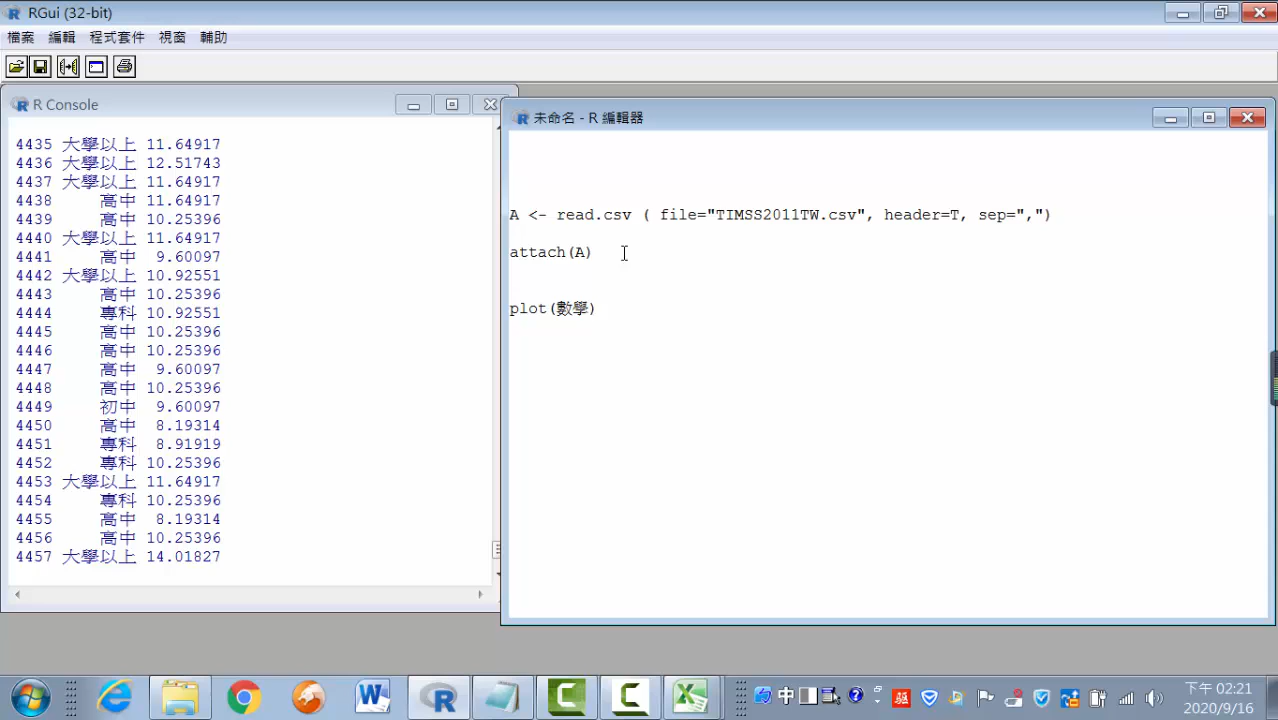 RGui (32-bit)
檔案 編輯 程式套件 視窗 輔助
R Console
4435 大學以上 11.64917
4436 大學以上 12.51743
4437 大學以上 11.64917
4438 高中 11.64917
4439 高中 10.25396
4440 大學以上 11.64917
4441 高中 9.60097
4442 大學以上 10.92551
4443 高中 10.25396
4444 專科 10.92551
4445 高中 10.25396
4446 高中 10.25396
4447 高中 9.60097
4448 高中 10.25396
4449 初中 9.60097
4450 高中 8.19314
4451 專科 8.91919
4452 專科 10.25396
4453 大學以上 11.64917
4454 專科 10.25396
4455 高中 8.19314
4456 高中 10.25396
4457 大學以上 14.01827
未命名 - R 編輯器
A <- read.csv ( file="TIMSS2011TW.csv", header=T, sep=",")
attach(A)
plot(數學)
中
下午 02:21
2020/9/16